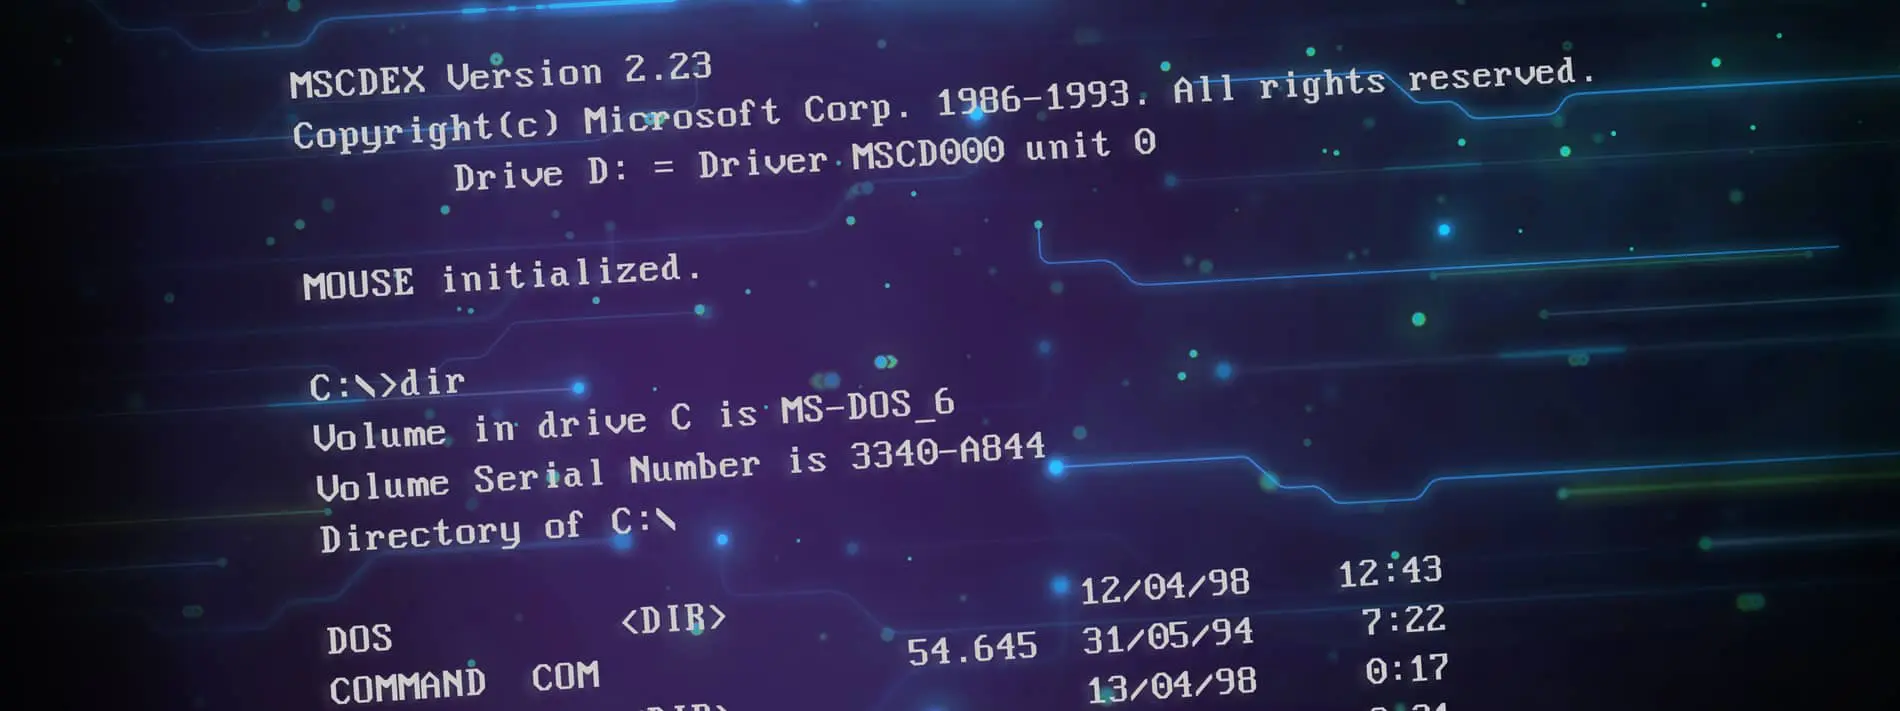 MSCDEX Version 2.23
Copyright(c) Microsoft Corp. 1986-1993. All rights reserved.
Drive D: = Driver MSCD000 unit 0
MOUSE initialized.
C:\>dir
Volume in drive C is MS-DOS_6
Volume Serial Number is 3340-A844
Directory of C:\
DOS <DIR> 12/04/98 12:43
COMMAND COM 54.645 31/05/94 7:22
13/04/98 0:17